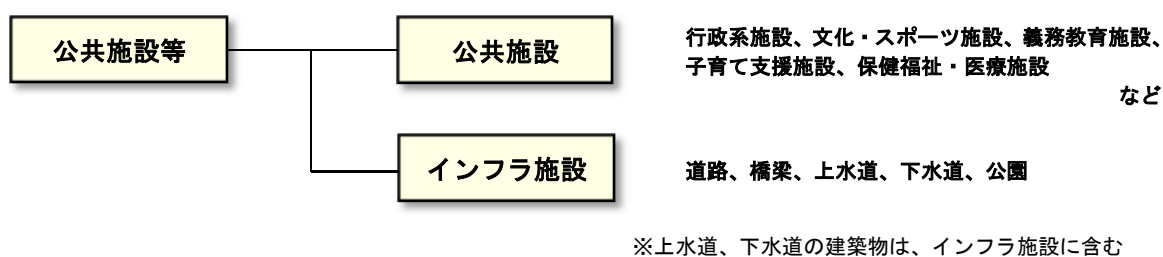 公共施設等
公共施設
行政系施設、文化・スポーツ施設、義務教育施設、
子育て支援施設、保健福祉・医療施設
など
インフラ施設
道路、橋梁、上水道、下水道、公園
※上水道、下水道の建築物は、インフラ施設に含む